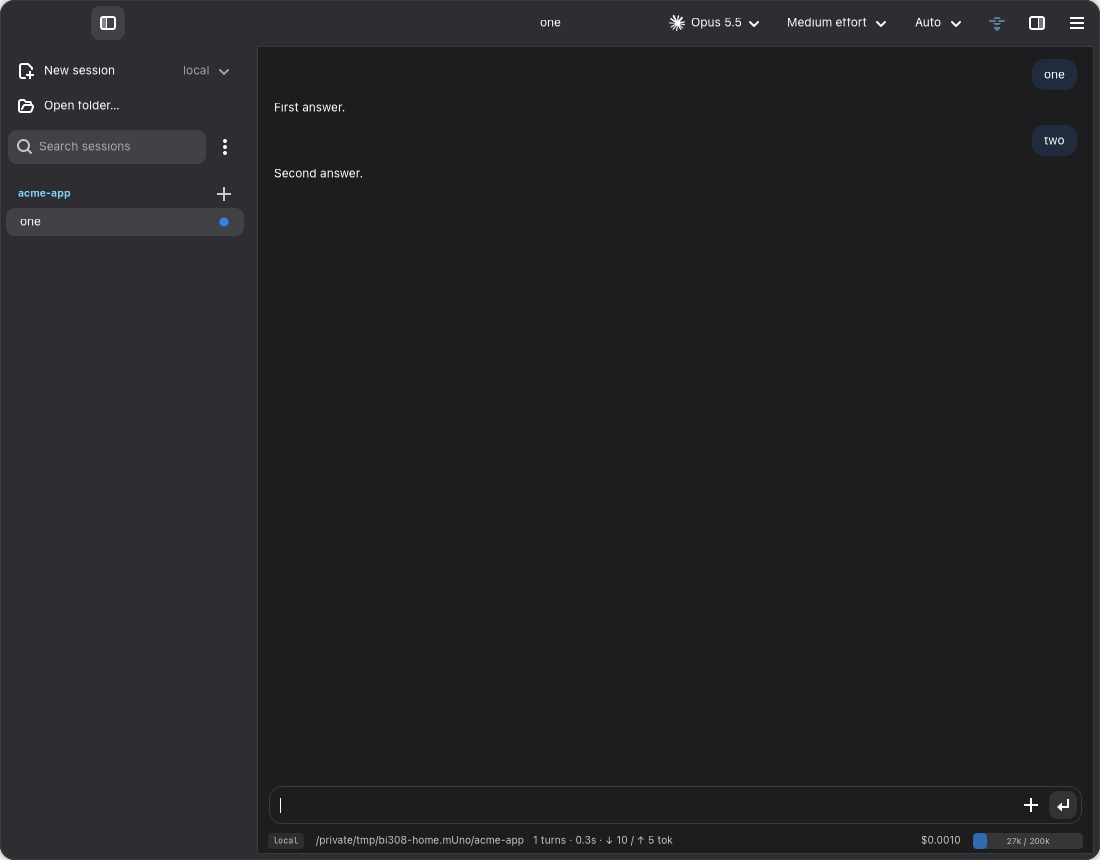 one
Opus 5.5
Medium effort
Auto
New session
local
Open folder...
Search sessions
acme-app
one
one
First answer.
two
Second answer.
local
/private/tmp/bi308-home.mUno/acme-app
1 turns · 0.3s · ↓ 10 / ↑ 5 tok
$0.0010
27k / 200k